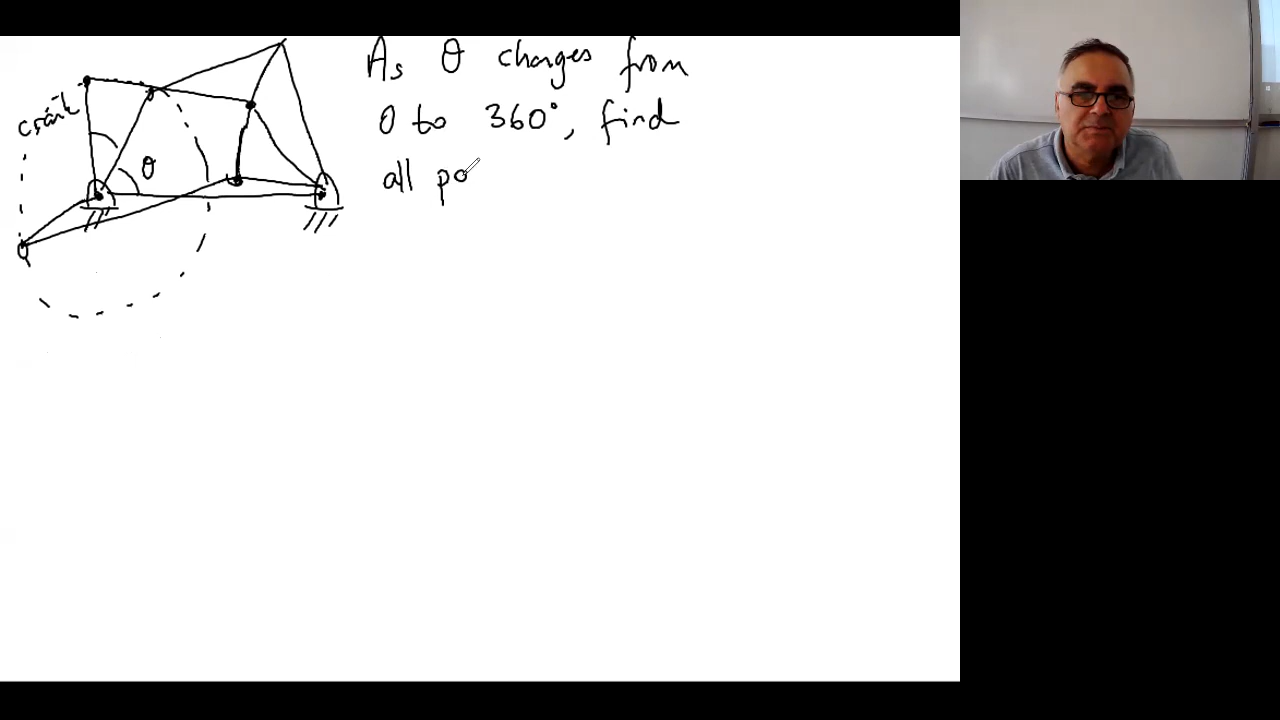 As θ changes from
0 to 360°, find
all po
crank
θ